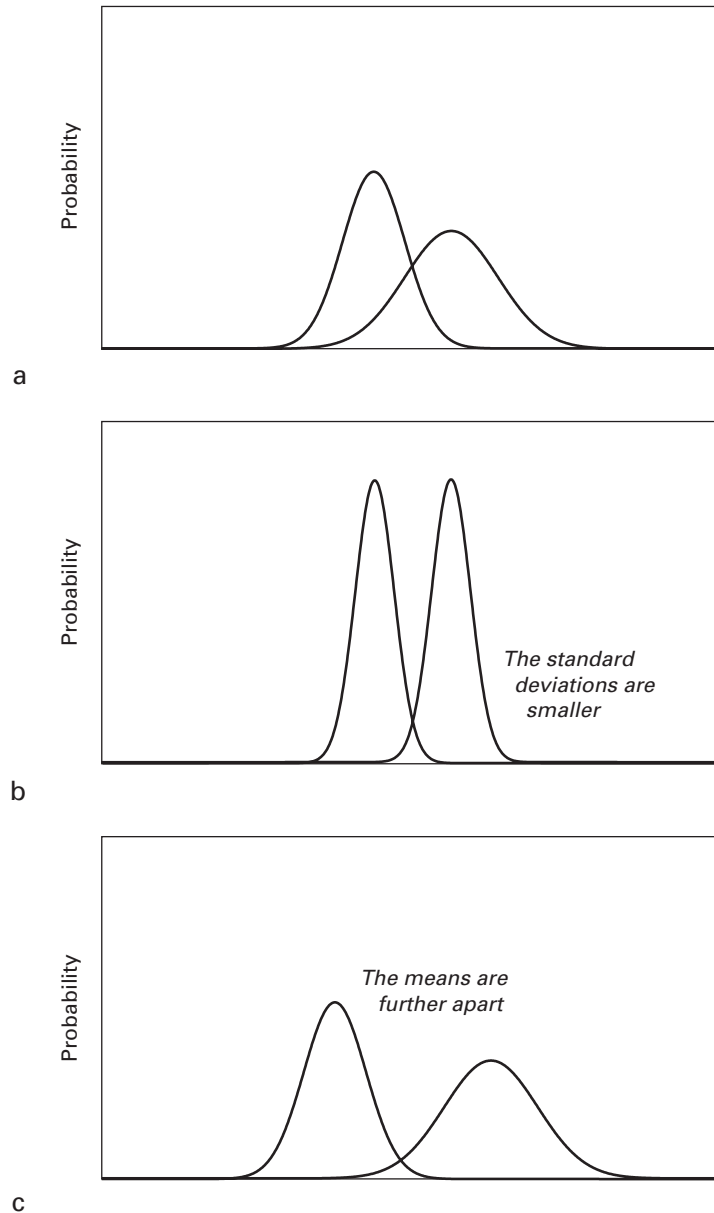 Probability
a
Probability
The standard
deviations are
smaller
b
Probability
The means are
further apart
c